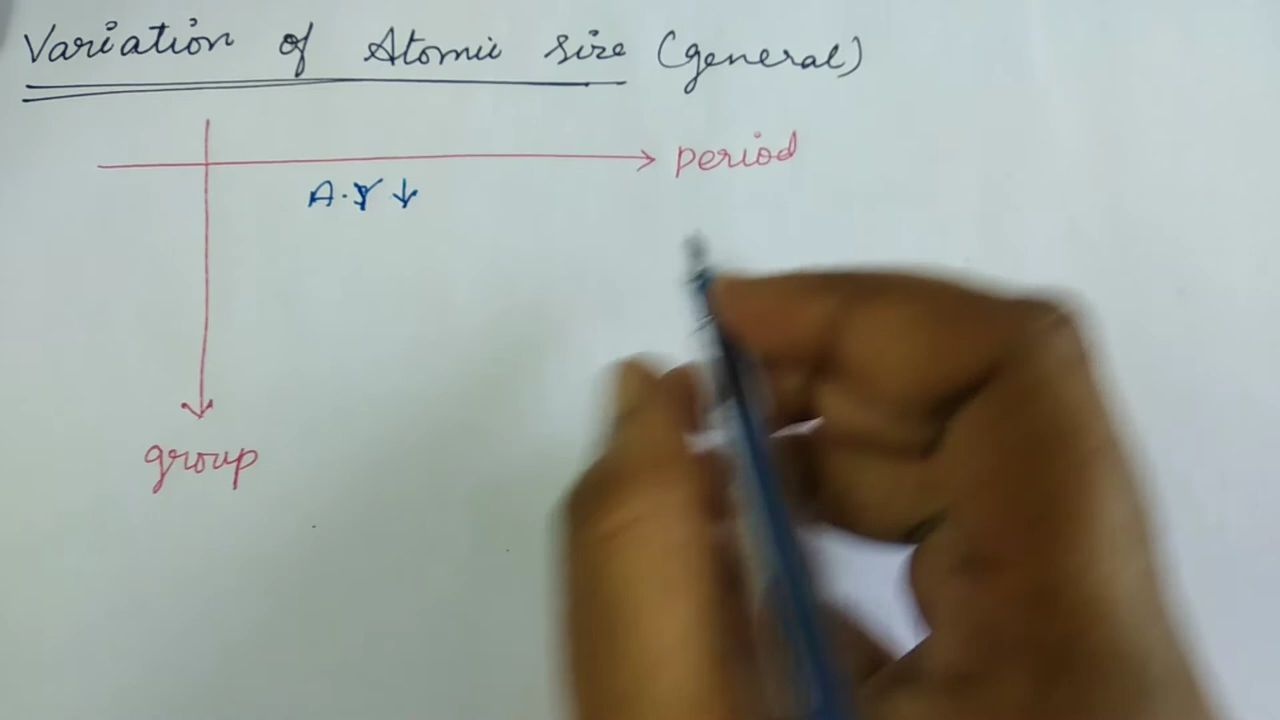 Variation of Atomic size (general)
period
A.r ↓
group